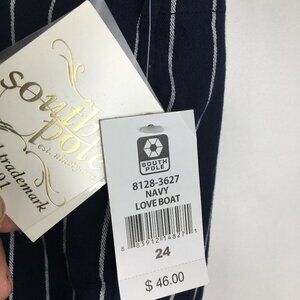 south
pole
trademark
SOUTH
POLE
8128-3627
NAVY
LOVE BOAT
24
$ 46.00